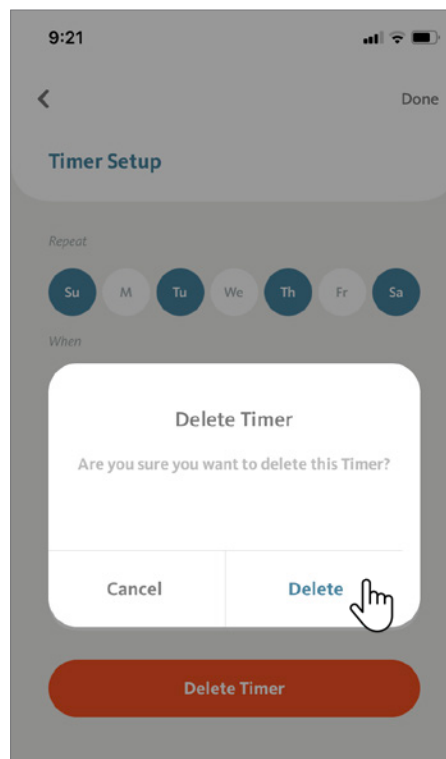 9:21
Done
Timer Setup
Repeat
Su M Tu We Th Fr Sa
When
Delete Timer
Are you sure you want to delete this Timer?
Cancel Delete
Delete Timer